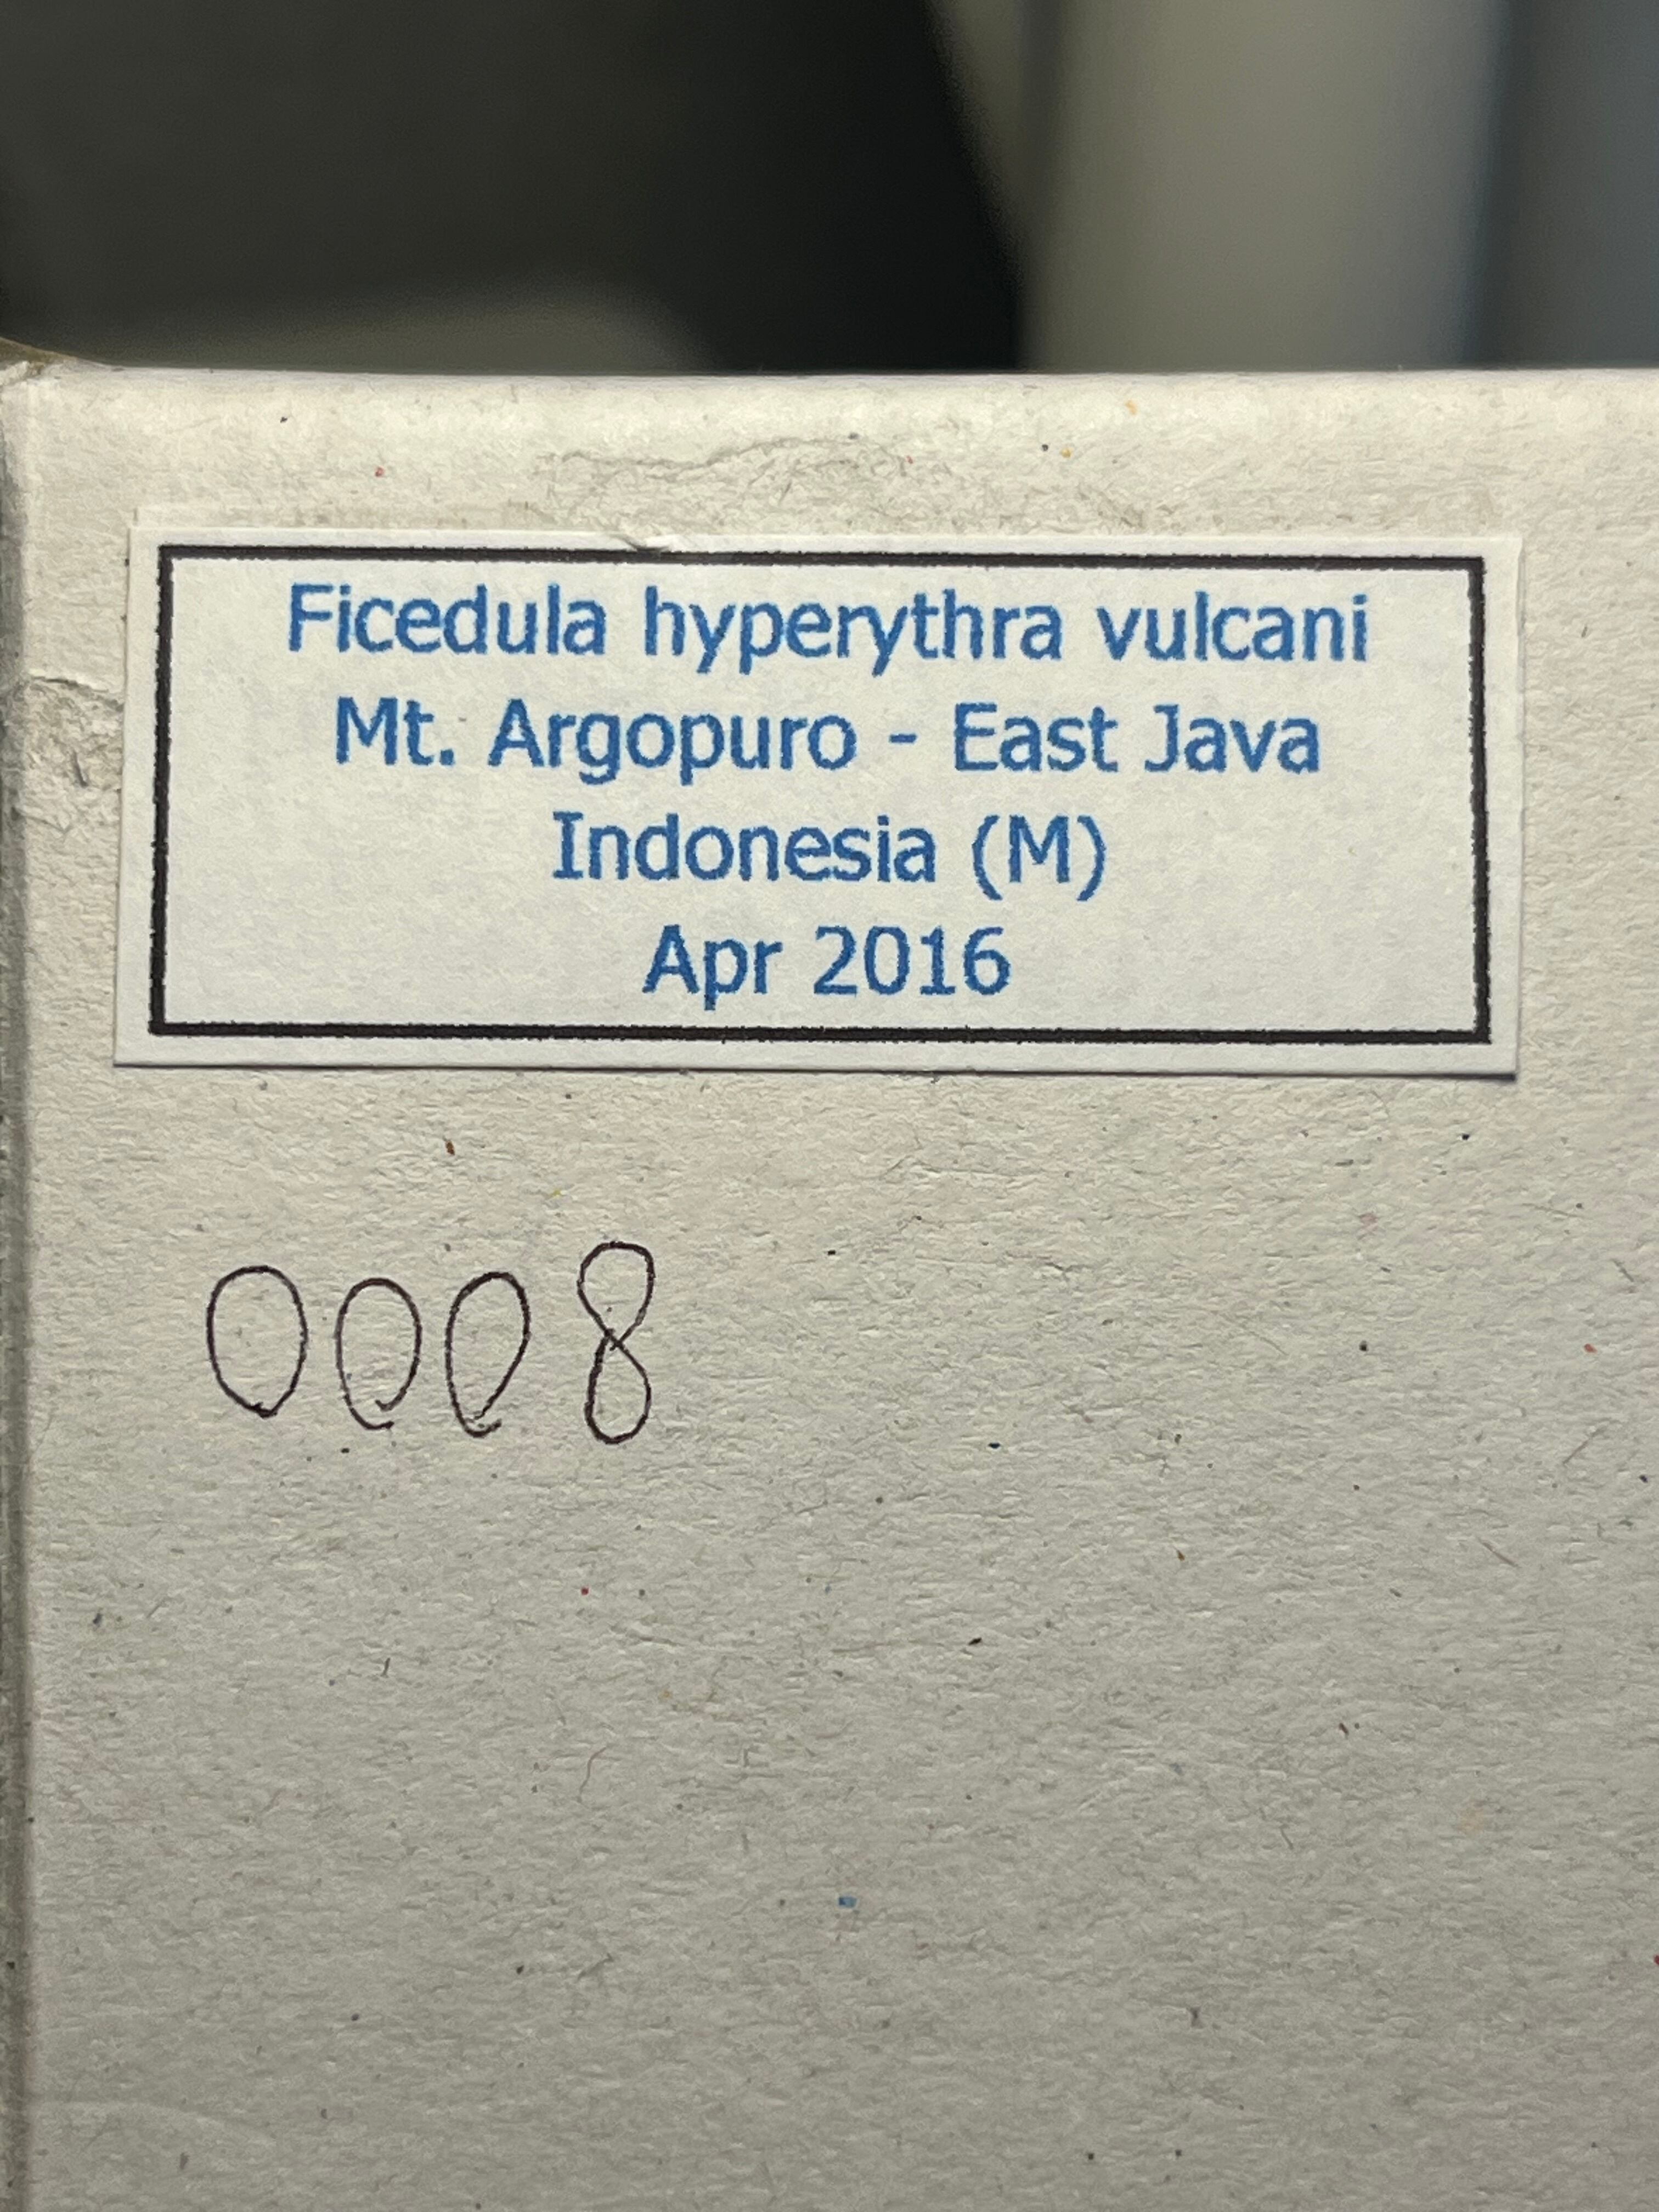 Ficedula hyperythra vulcani
Mt. Argopuro - East Java
Indonesia (M)
Apr 2016
0008